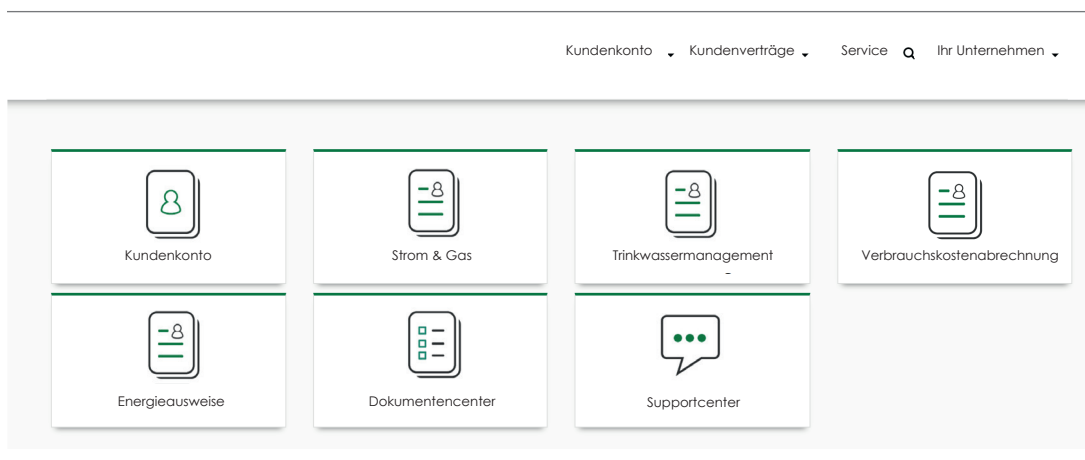 Kundenkonto Kundenverträge Service Ihr Unternehmen
Kundenkonto Strom & Gas Trinkwassermanagement Verbrauchskostenabrechnung
Energieausweise Dokumentencenter Supportcenter